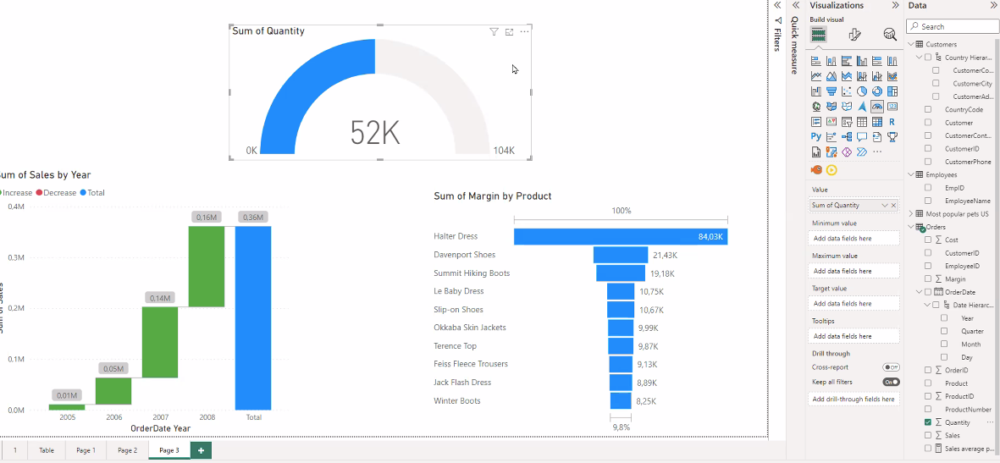 Sum of Quantity
52K
0K
104K
um of Sales by Year
Increase
Decrease
Total
0,4M
0.3M
0.2M
0.1M
0.0M
0,01M
0,05M
0,14M
0,16M
0,36M
2005
2006
2007
2008
Total
OrderDate Year
Sum of Margin by Product
100%
Halter Dress
84,03K
Davenport Shoes
21,43K
Summit Hiking Boots
19,18K
Le Baby Dress
10,75K
Slip-on Shoes
10,67K
Okkaba Skin Jackets
9,99K
Terence Top
9,87K
Feiss Fleece Trousers
9,13K
Jack Flash Dress
8,89K
Winter Boots
8,25K
9,8%
1
Table
Page 1
Page 2
Page 3
+
Filters
Quick measure
Visualizations
Build visual
123
R
Py
Value
Sum of Quantity
Minimum value
Add data fields here
Maximum value
Add data fields here
Target value
Add data fields here
Tooltips
Add data fields here
Drill through
Cross-report
Off
Keep all filters
On
Add drill-through fields here
Data
Search
Customers
Country Hierar...
CustomerCo...
CustomerCity
CustomerAd...
CountryCode
Customer
CustomerCont...
CustomerID
CustomerPhone
Employees
EmpID
EmployeeName
Most popular pets US
Orders
Cost
CustomerID
EmployeeID
Margin
OrderDate
Date Hierarc...
Year
Quarter
Month
Day
OrderID
Product
ProductID
ProductNumber
Quantity
Sales
Sales average p...